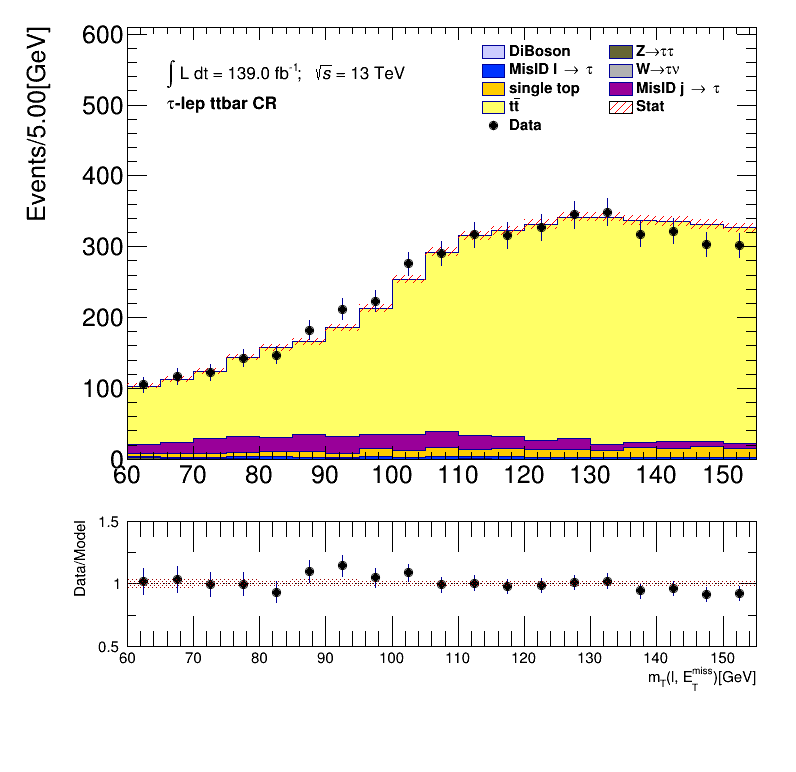 Events/5.00[GeV]
600
500
400
300
200
100
0
∫ L dt = 139.0 fb⁻¹; √s = 13 TeV
τ-lep ttbar CR
DiBoson
MisID l → τ
single top
tt̄
Data
Z→ττ
W→τν
MisID j → τ
Stat
60 70 80 90 100 110 120 130 140 150
Data/Model
1.5
1
0.5
60 70 80 90 100 110 120 130 140 150
m_T(l, E_T^miss)[GeV]